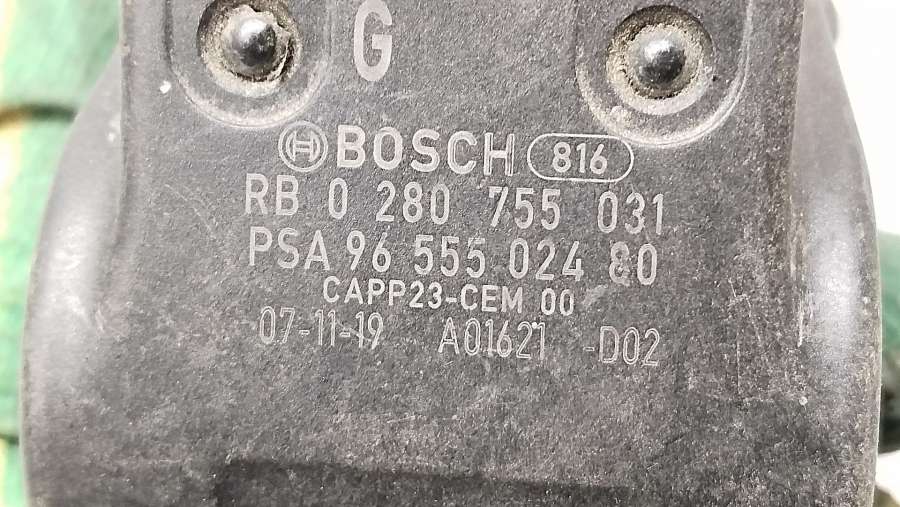 G
BOSCH 816
RB 0 280 755 031
PSA 96 555 024 80
CAPP23-CEM 00
07-11-19 A01621 -D02